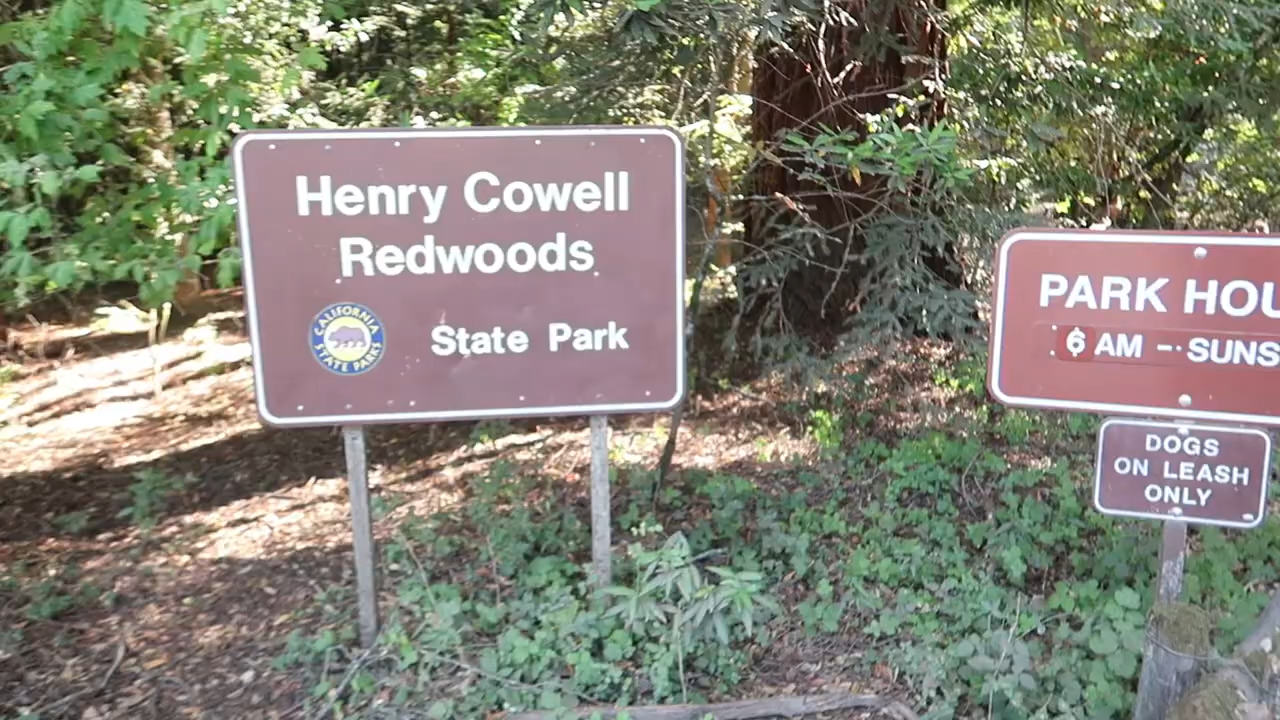 Henry Cowell
Redwoods
CALIFORNIA
STATE PARKS
State Park
PARK HOU
6 AM - SUNS
DOGS
ON LEASH
ONLY